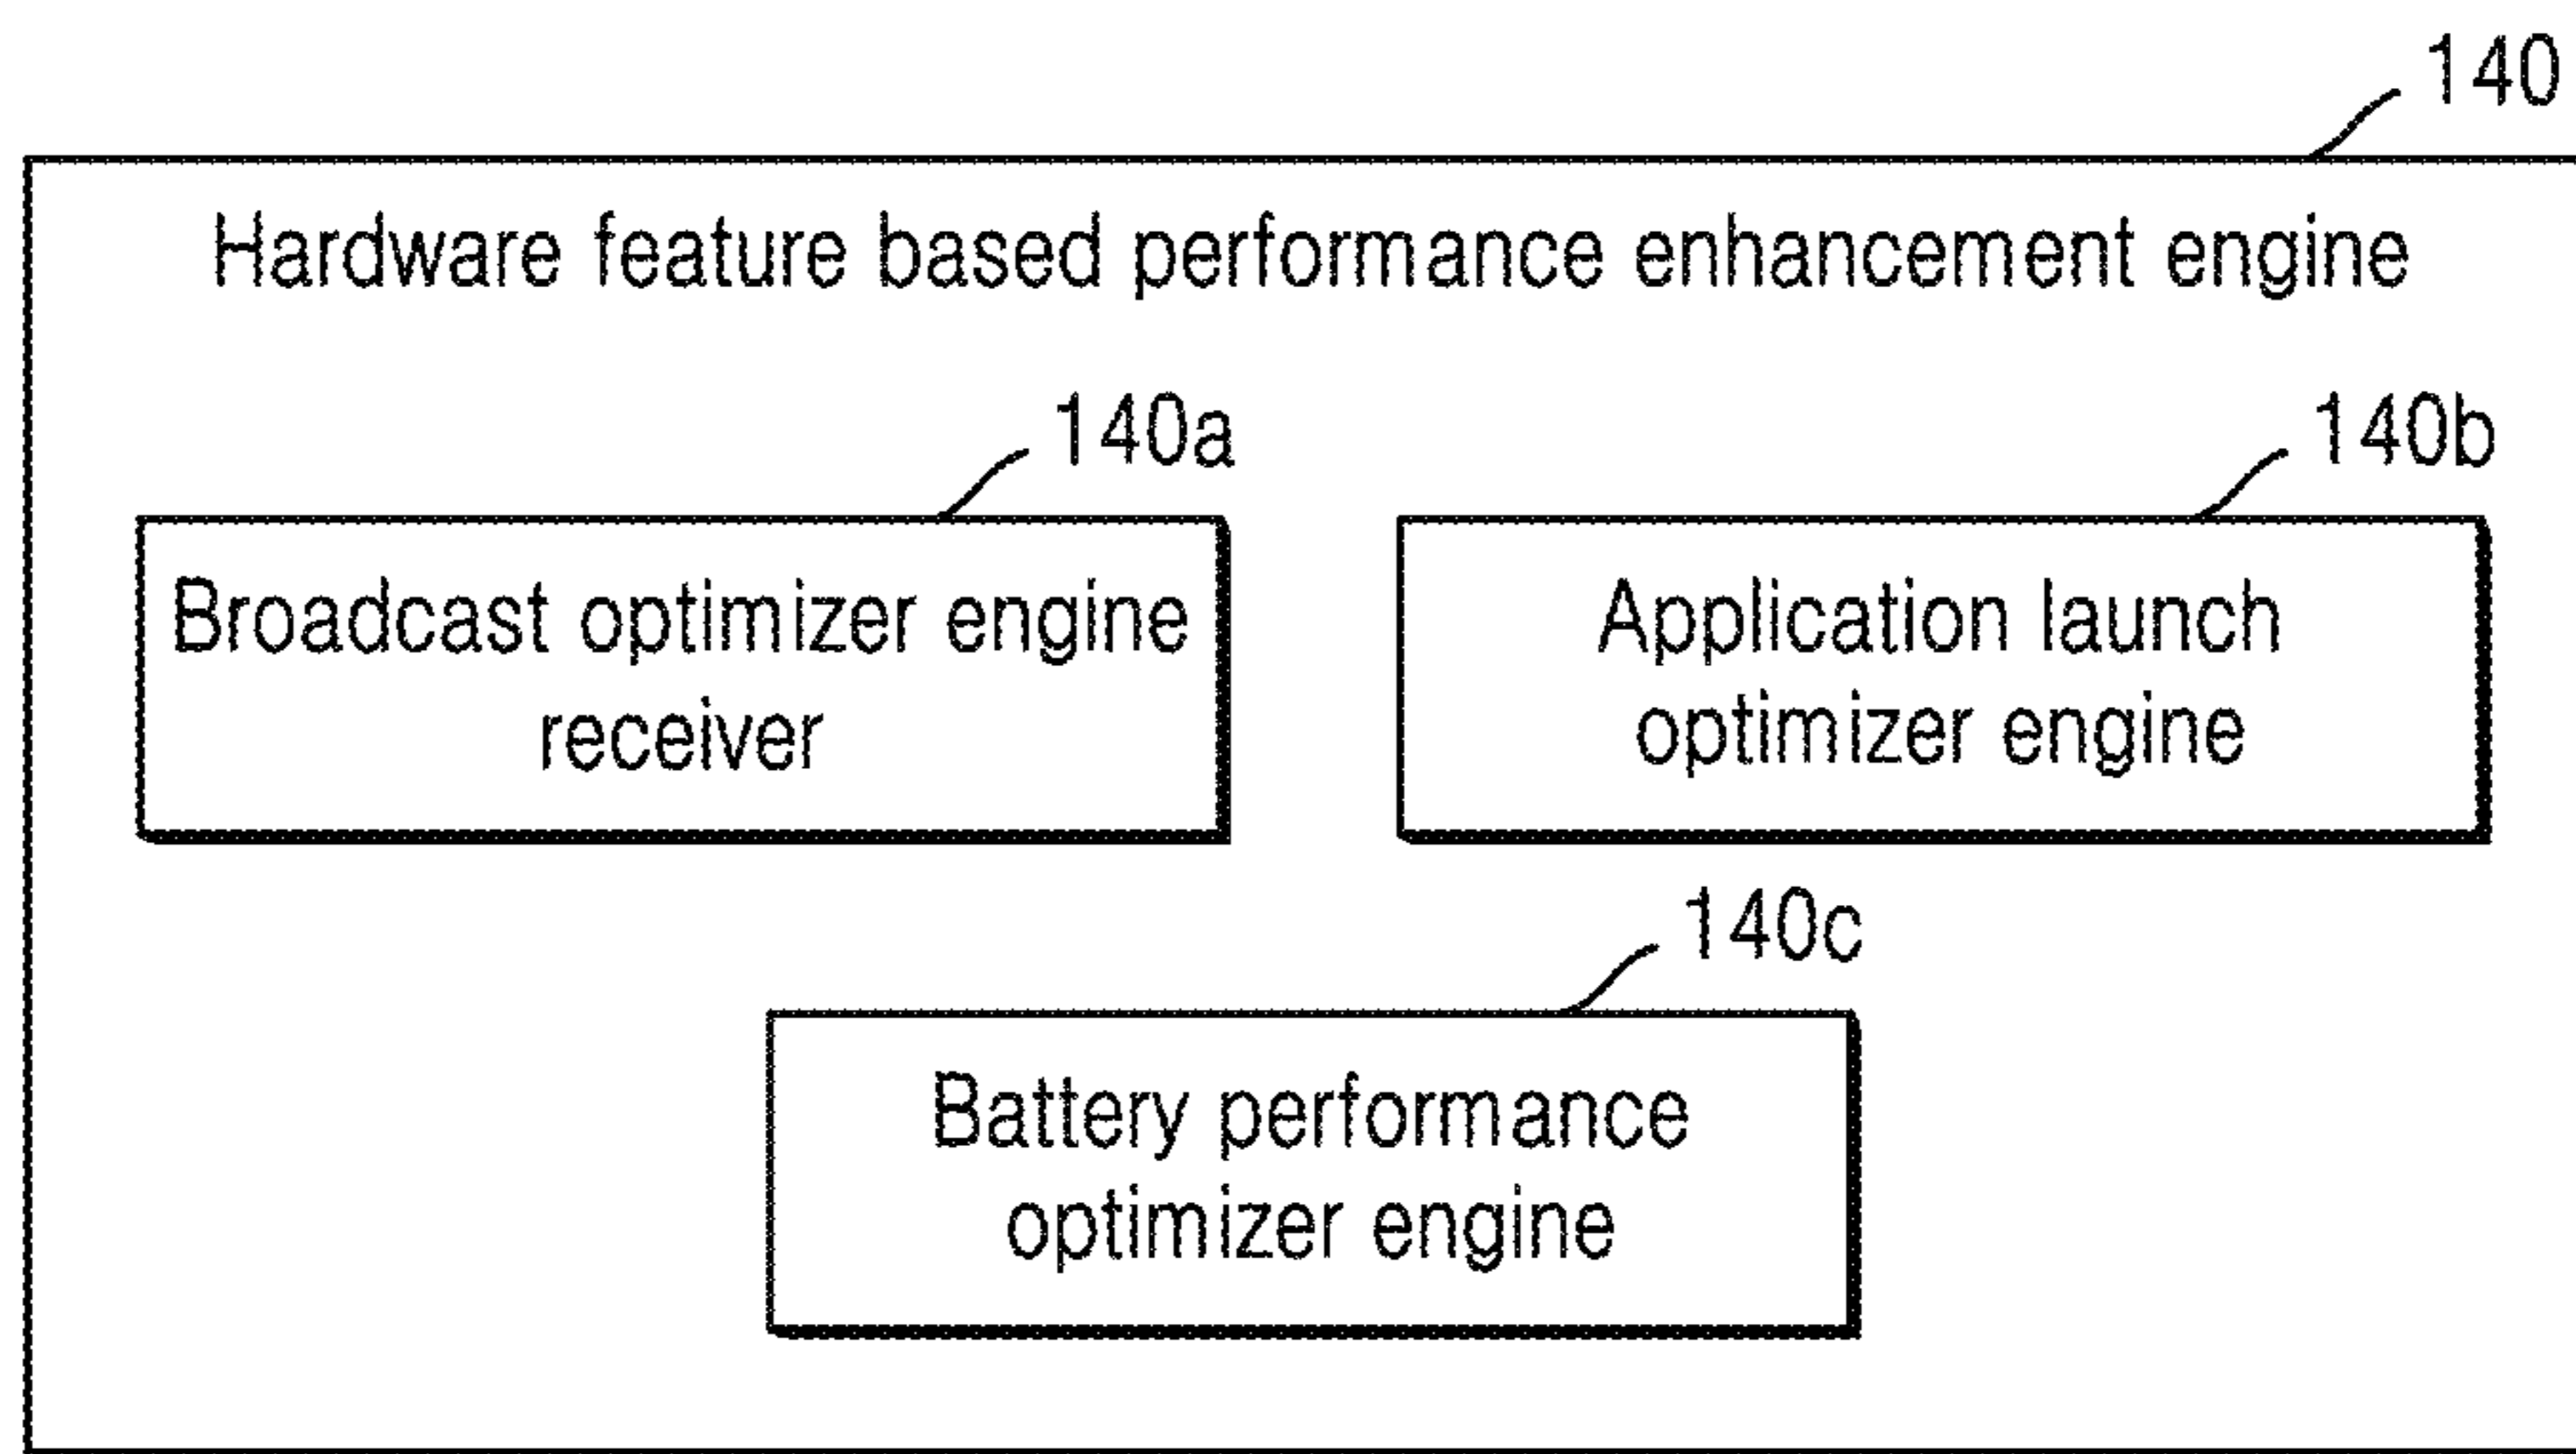 140
Hardware feature based performance enhancement engine
140a
Broadcast optimizer engine
receiver
140b
Application launch
optimizer engine
140c
Battery performance
optimizer engine